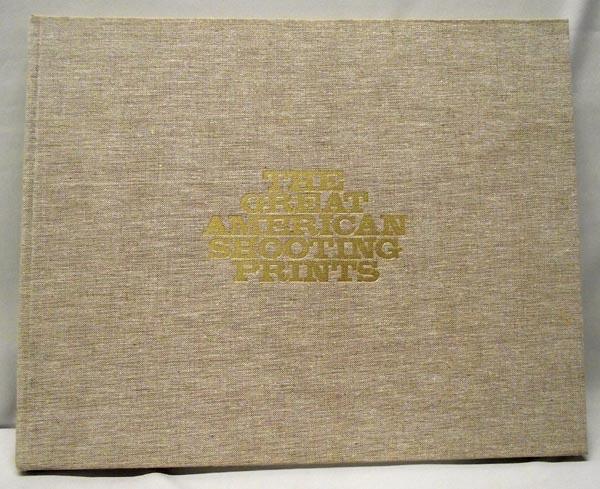 THE
GREAT
AMERICAN
SHOOTING
PRINTS